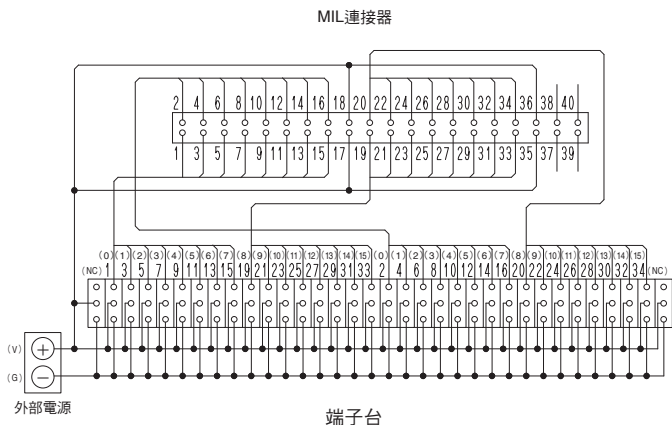 MIL連接器
2 4 6 8 10 12 14 16 18 20 22 24 26 28 30 32 34 36 38 40
1 3 5 7 9 11 13 15 17 19 21 23 25 27 29 31 33 35 37 39
(0) (1) (2) (3) (4) (5) (6) (7) (8) (9) (10) (11) (12) (13) (14) (15) (0) (1) (2) (3) (4) (5) (6) (7) (8) (9) (10) (11) (12) (13) (14) (15)
(NC) 1 3 5 7 9 11 13 15 19 21 23 25 27 29 31 33 2 4 6 8 10 12 14 16 20 22 24 26 28 30 32 34 (NC)
(V)
(G)
外部電源
端子台